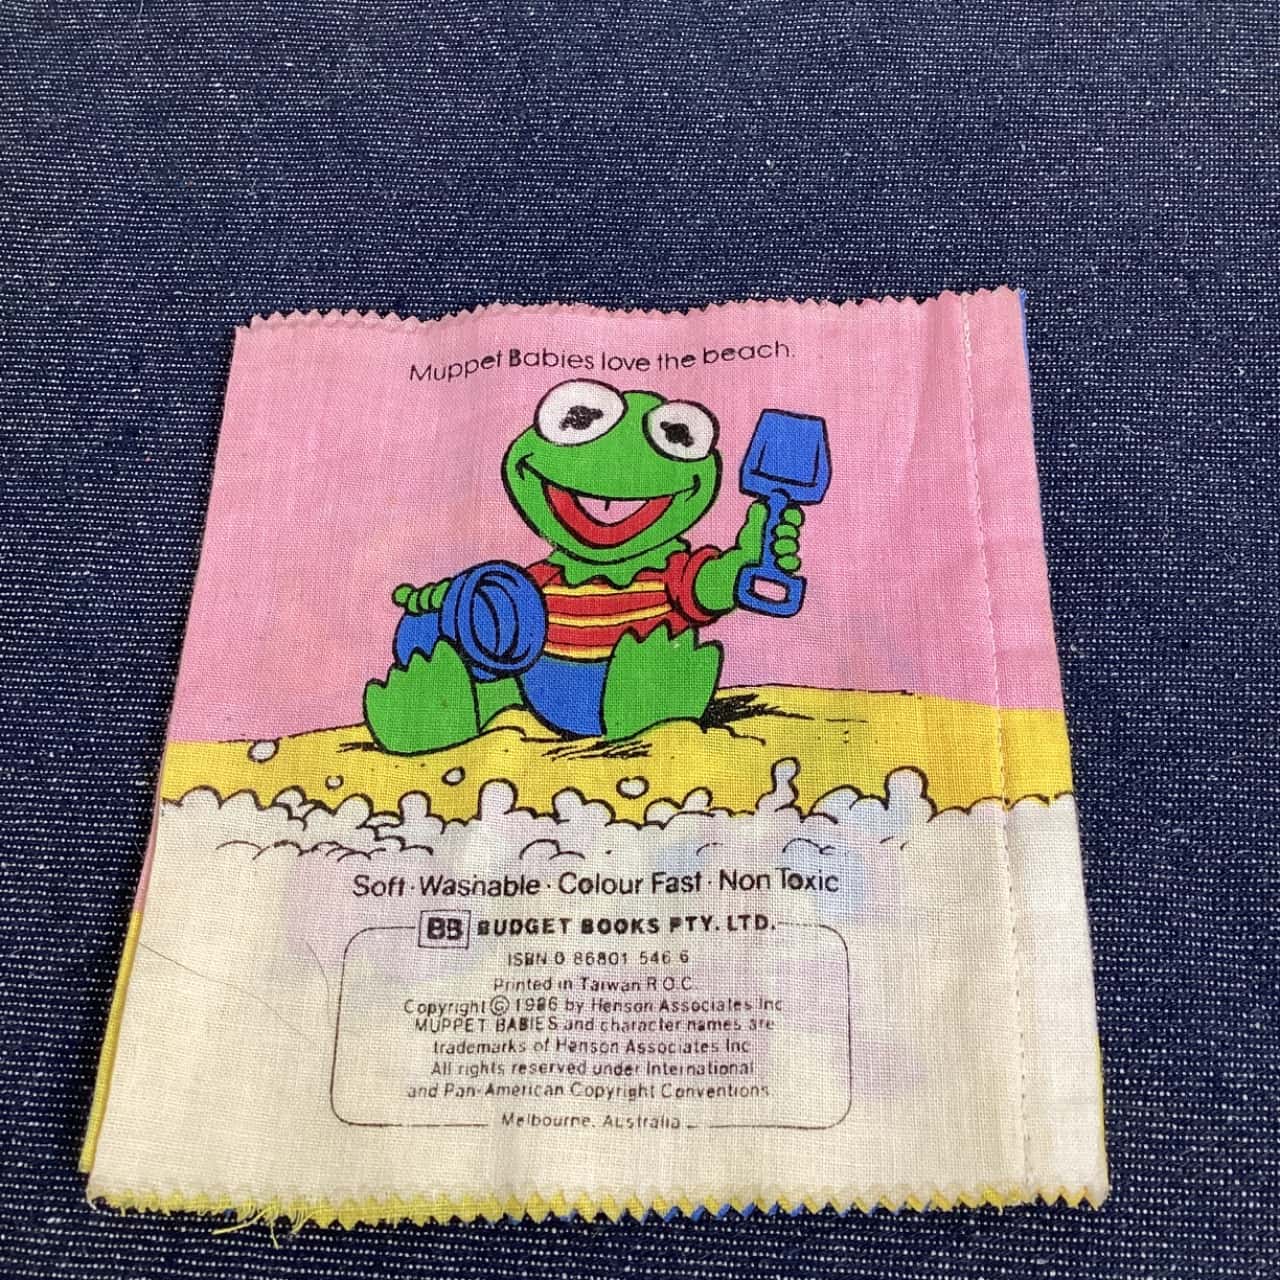 Muppet Babies love the beach.
Soft · Washable · Colour Fast · Non Toxic
BB BUDGET BOOKS PTY. LTD.
ISBN 0 86801 546 6
Printed in Taiwan R.O.C.
Copyright © 1986 by Henson Associates Inc
MUPPET BABIES and character names are
trademarks of Henson Associates Inc
All rights reserved under International
and Pan-American Copyright Conventions
Melbourne, Australia